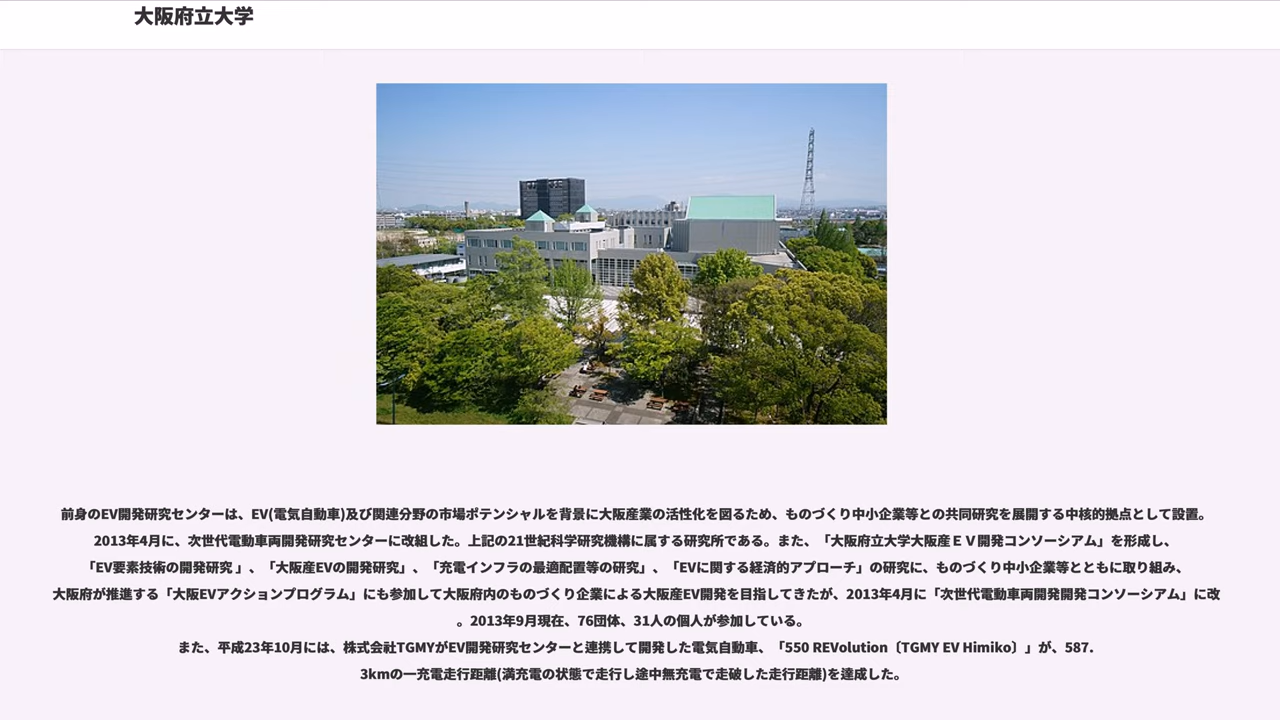 大阪府立大学
前身のEV開発研究センターは、EV(電気自動車)及び関連分野の市場ポテンシャルを背景に大阪産業の活性化を図るため、ものづくり中小企業等との共同研究を展開する中核的拠点として設置。
2013年4月に、次世代電動車両開発研究センターに改組した。上記の21世紀科学研究機構に属する研究所である。また、「大阪府立大学大阪産ＥＶ開発コンソーシアム」を形成し、
「EV要素技術の開発研究 」、「大阪産EVの開発研究」、「充電インフラの最適配置等の研究」、「EVに関する経済的アプローチ」の研究に、ものづくり中小企業等とともに取り組み、
大阪府が推進する「大阪EVアクションプログラム」にも参加して大阪府内のものづくり企業による大阪産EV開発を目指してきたが、2013年4月に「次世代電動車両開発開発コンソーシアム」に改
。2013年9月現在、76団体、31人の個人が参加している。
また、平成23年10月には、株式会社TGMYがEV開発研究センターと連携して開発した電気自動車、「550 REVolution〔TGMY EV Himiko〕」が、587.
3kmの一充電走行距離(満充電の状態で走行し途中無充電で走破した走行距離)を達成した。